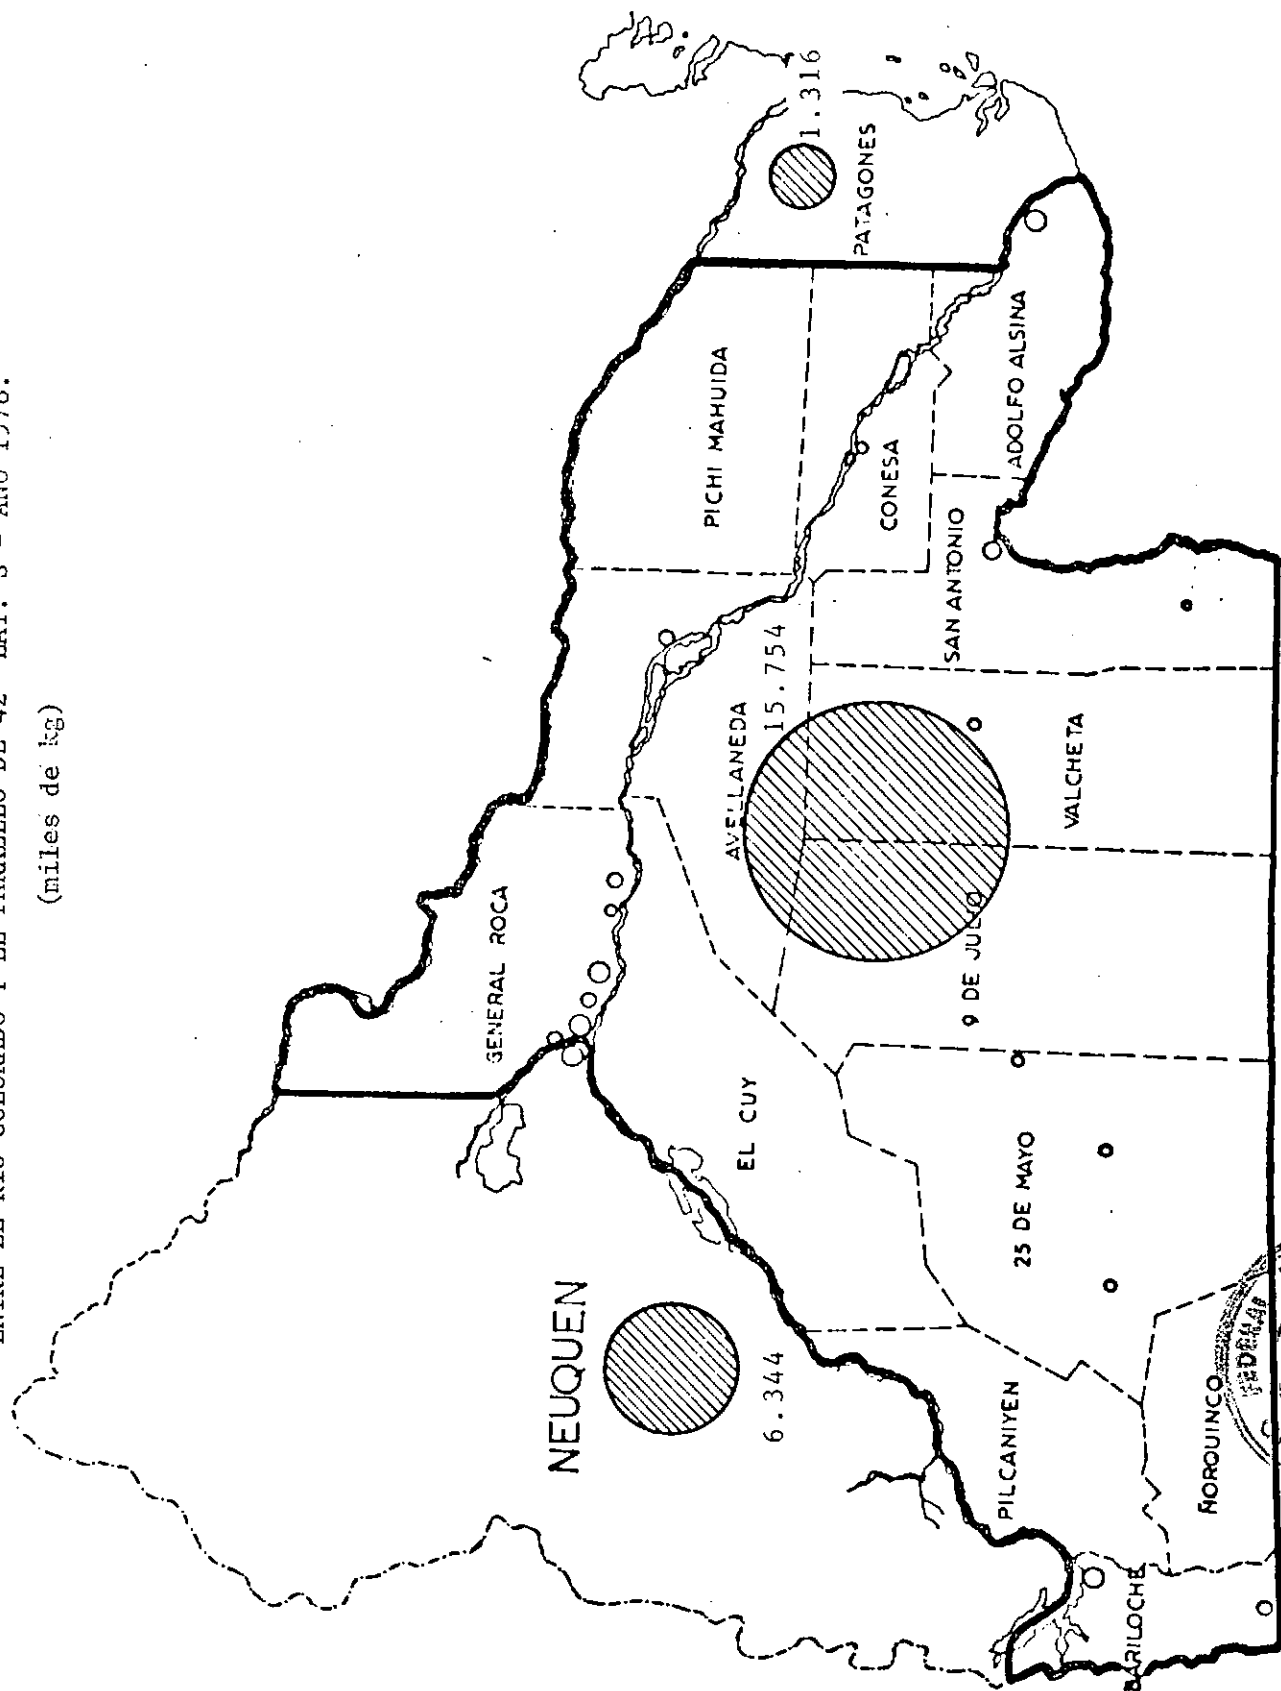 ENTRE EL RIO COLORADO Y EL PARALELO DE 42° LAT. S - AÑO 1978.
(miles de kg)
1.316
PATAGONES
PICHI MAHUIDA
ADOLFO ALSINA
CONESA
SAN ANTONIO
15.754
AVELLANEDA
VALCHETA
GENERAL ROCA
9 DE JULIO
EL CUY
25 DE MAYO
NEUQUEN
6.344
PILCANIYEN
ÑORQUINCO
BARILOCHE
FEDERAL